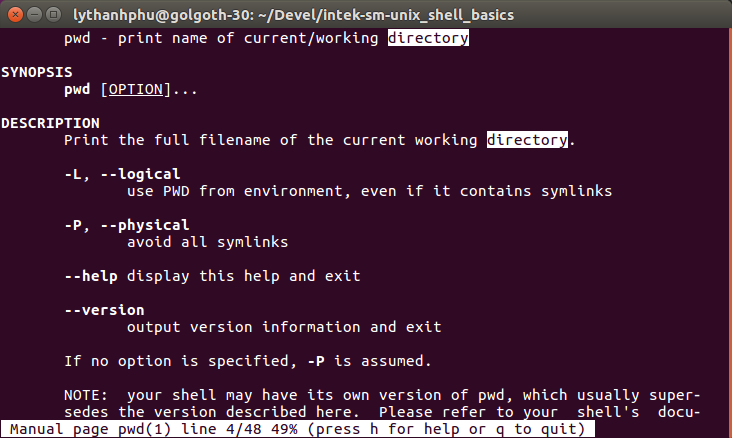 lythanhphu@golgoth-30: ~/Devel/intek-sm-unix_shell_basics
pwd - print name of current/working directory
SYNOPSIS
pwd [OPTION]...
DESCRIPTION
Print the full filename of the current working directory.
-L, --logical
use PWD from environment, even if it contains symlinks
-P, --physical
avoid all symlinks
--help display this help and exit
--version
output version information and exit
If no option is specified, -P is assumed.
NOTE:  your shell may have its own version of pwd, which usually super-
sedes the version described here.  Please refer to your  shell's  docu-
Manual page pwd(1) line 4/48 49% (press h for help or q to quit)